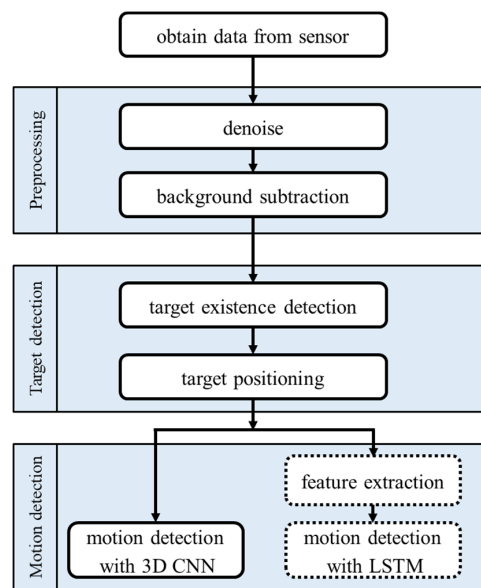 obtain data from sensor
Preprocessing
denoise
background subtraction
Target detection
target existence detection
target positioning
Motion detection
feature extraction
motion detection
with 3D CNN
motion detection
with LSTM